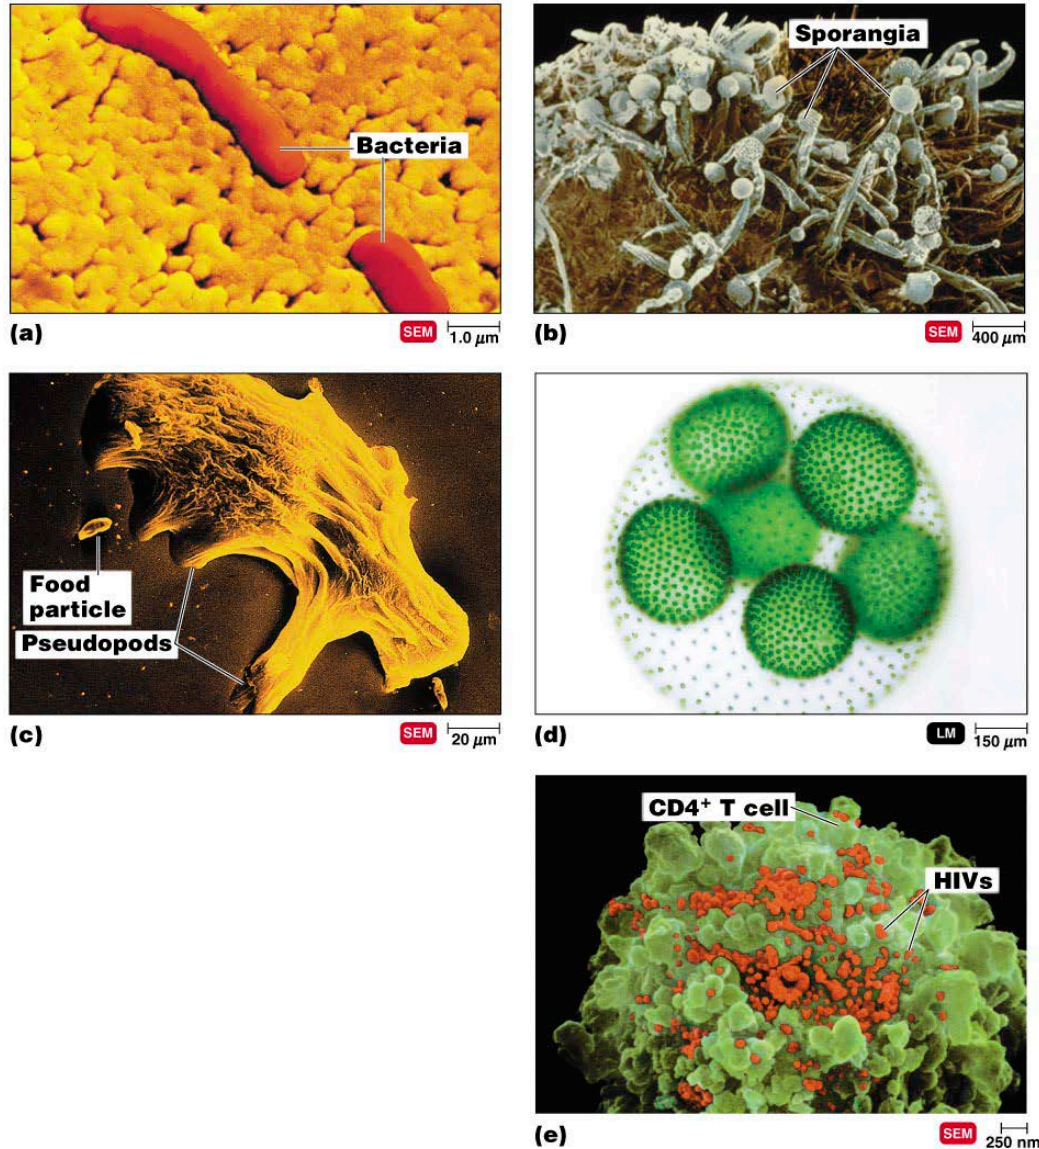 Bacteria
(a)
SEM 1.0 μm
Sporangia
(b)
SEM 400 μm
Food
particle
Pseudopods
(c)
SEM 20 μm
(d)
LM 150 μm
CD4⁺ T cell
HIVs
(e)
SEM 250 nm